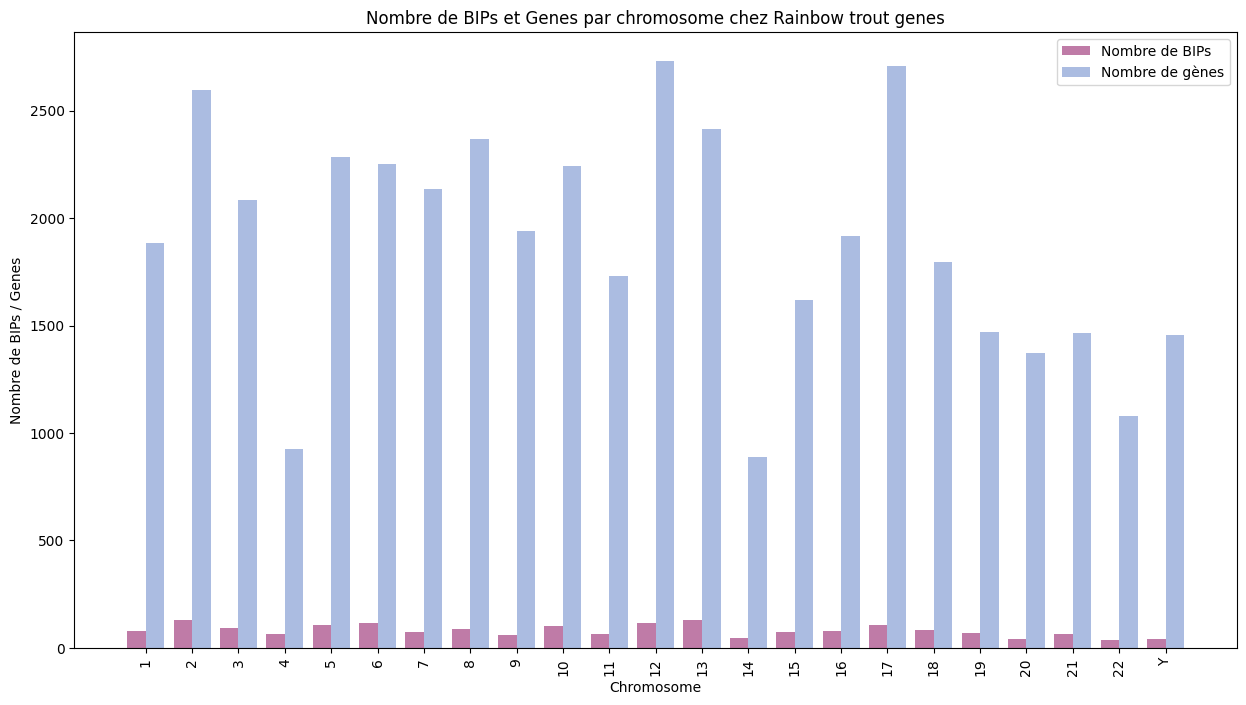 Nombre de BIPs et Genes par chromosome chez Rainbow trout genes
Nombre de BIPs
Nombre de gènes
Nombre de BIPs / Genes
2500
2000
1500
1000
500
0
1 2 3 4 5 6 7 8 9 10 11 12 13 14 15 16 17 18 19 20 21 22 Y
Chromosome